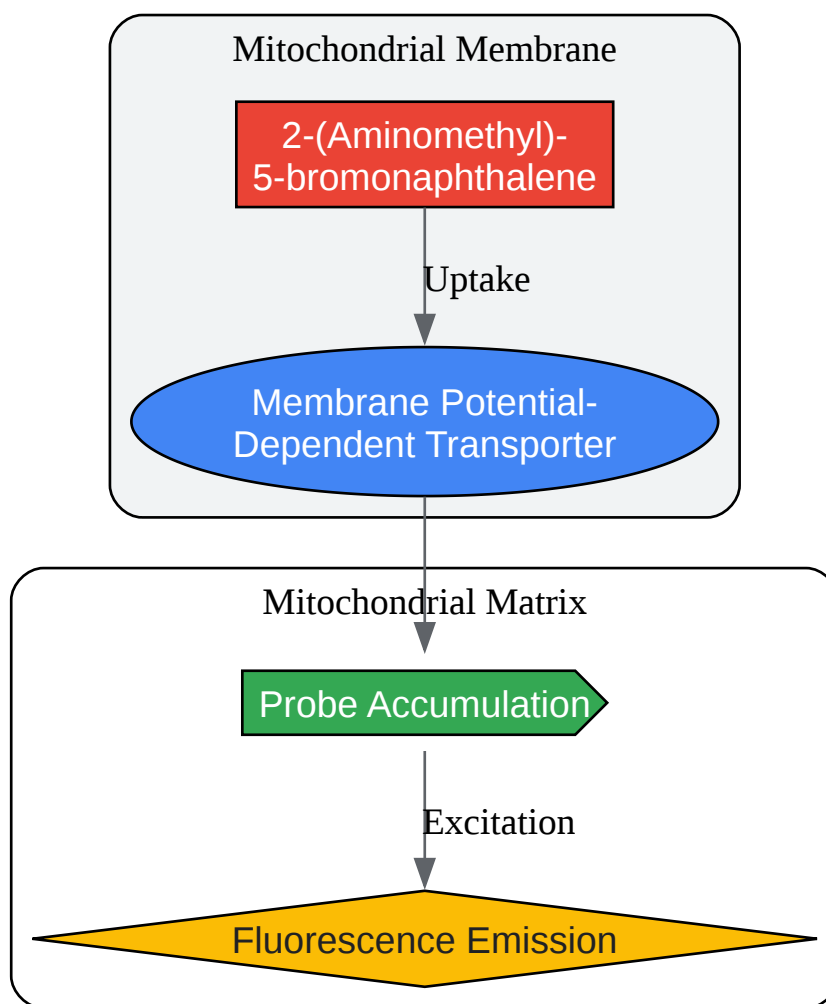 Mitochondrial Membrane
2-(Aminomethyl)-
5-bromonaphthalene
Uptake
Membrane Potential-
Dependent Transporter
Mitochondrial Matrix
Probe Accumulation
Excitation
Fluorescence Emission